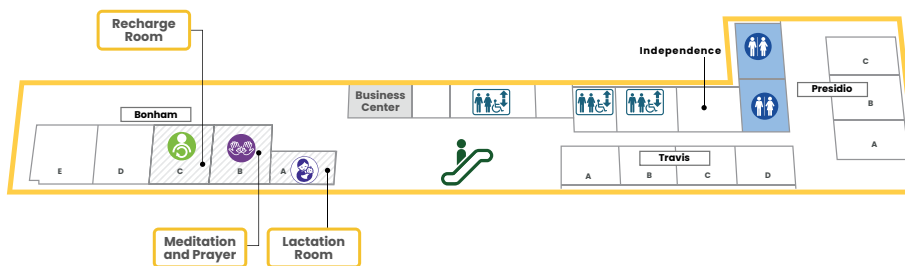 Recharge
Room
Independence
C
Business
Center
Presidio
B
Bonham
A
Travis
E
D
C
B
A
A
B
C
D
Meditation
and Prayer
Lactation
Room